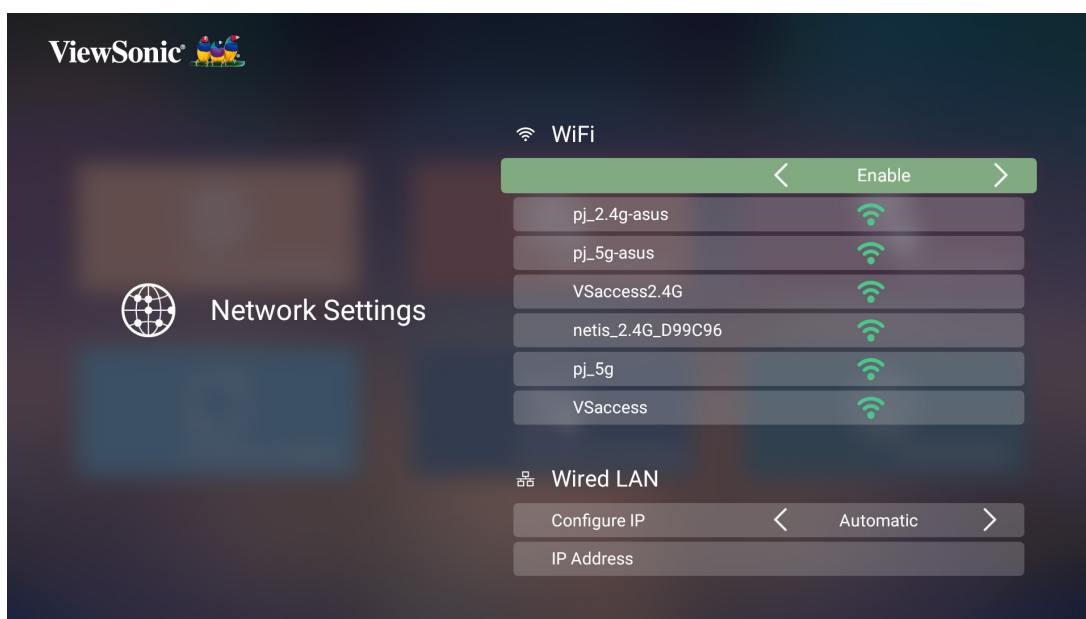 ViewSonic®
WiFi
Enable
pj_2.4g-asus
pj_5g-asus
VSaccess2.4G
netis_2.4G_D99C96
pj_5g
VSaccess
Network Settings
Wired LAN
Configure IP Automatic
IP Address